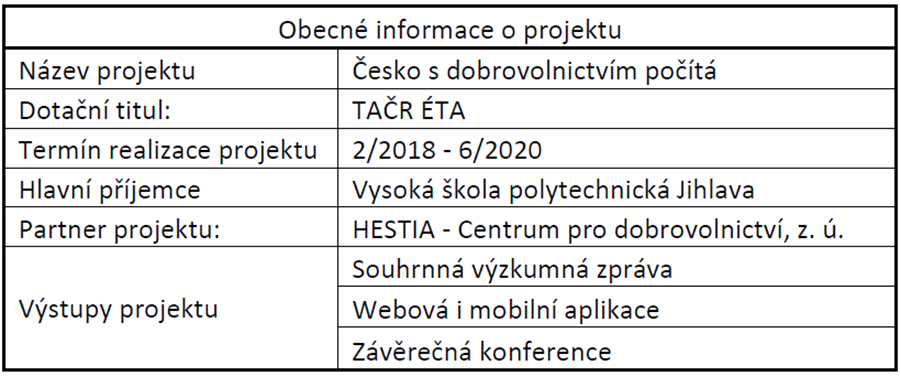 Obecné informace o projektu
Název projektu Česko s dobrovolnictvím počítá
Dotační titul: TAČR ÉTA
Termín realizace projektu 2/2018 - 6/2020
Hlavní příjemce Vysoká škola polytechnická Jihlava
Partner projektu: HESTIA - Centrum pro dobrovolnictví, z. ú.
Výstupy projektu
Souhrnná výzkumná zpráva
Webová i mobilní aplikace
Závěrečná konference